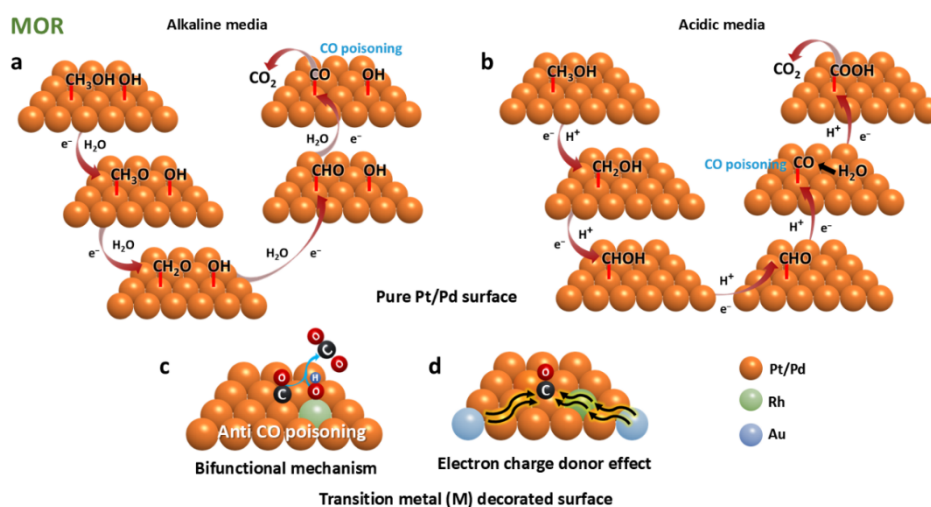 MOR
Alkaline media
Acidic media
a
CH₃OH OH
e⁻ H₂O
CH₃O OH
e⁻ H₂O
CH₂O OH
H₂O e⁻
CHO OH
H₂O e⁻
CO poisoning
CO₂
CO OH
b
CH₃OH
e⁻ H⁺
CH₂OH
e⁻ H⁺
CHOH
H⁺
e⁻
CHO
H⁺ e⁻
CO poisoning
CO H₂O
H⁺ e⁻
COOH
CO₂
Pure Pt/Pd surface
c
O C O
O C H O
Anti CO poisoning
Bifunctional mechanism
d
O
C
Electron charge donor effect
Pt/Pd
Rh
Au
Transition metal (M) decorated surface